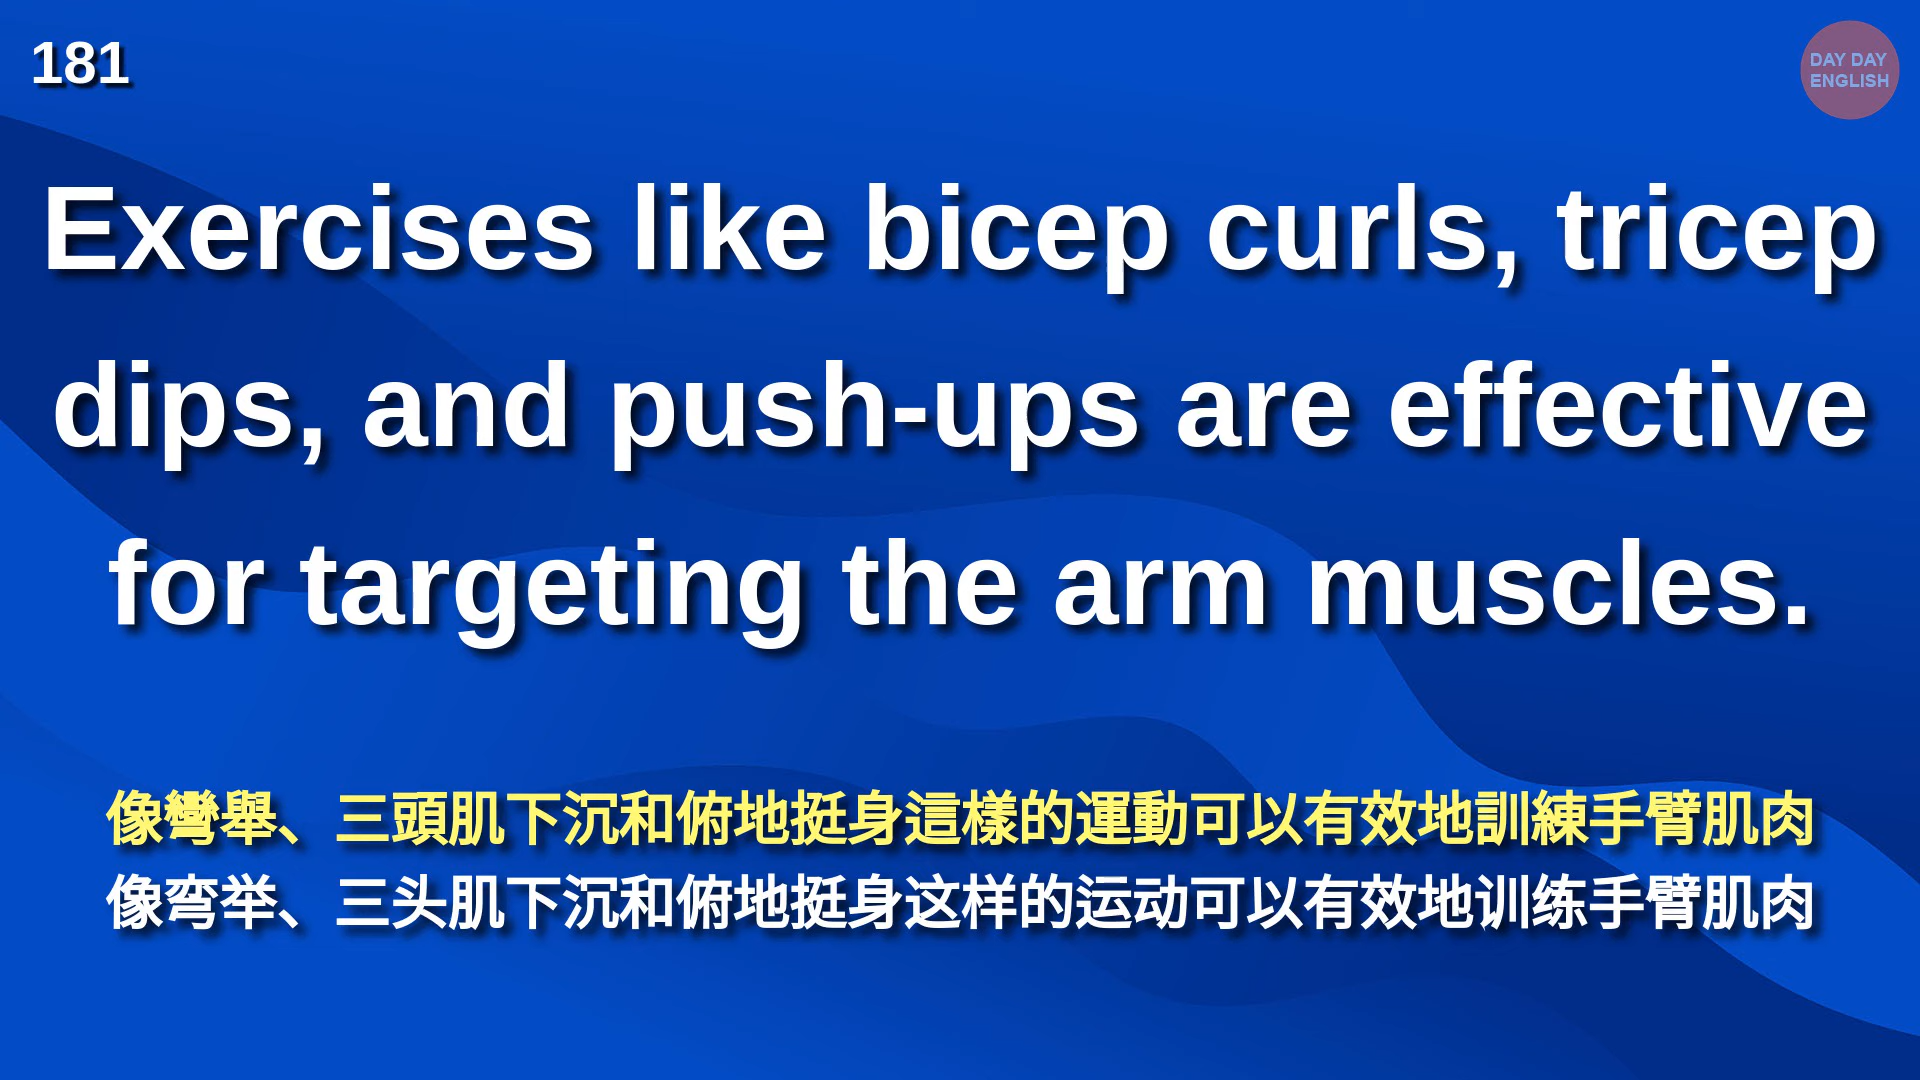 181
DAY DAY
ENGLISH
Exercises like bicep curls, tricep
dips, and push-ups are effective
for targeting the arm muscles.
像彎舉、三頭肌下沉和俯地挺身這樣的運動可以有效地訓練手臂肌肉
像弯举、三头肌下沉和俯地挺身这样的运动可以有效地训练手臂肌肉